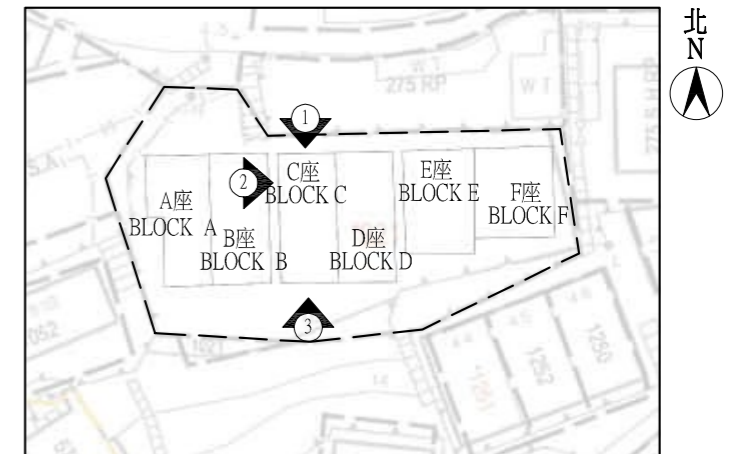 北
N
1
275 RP
W T
W T
2
C座
BLOCK C
E座
BLOCK E
A座
BLOCK A
F座
BLOCK F
B座
BLOCK B
D座
BLOCK D
3
1251
1252
1250